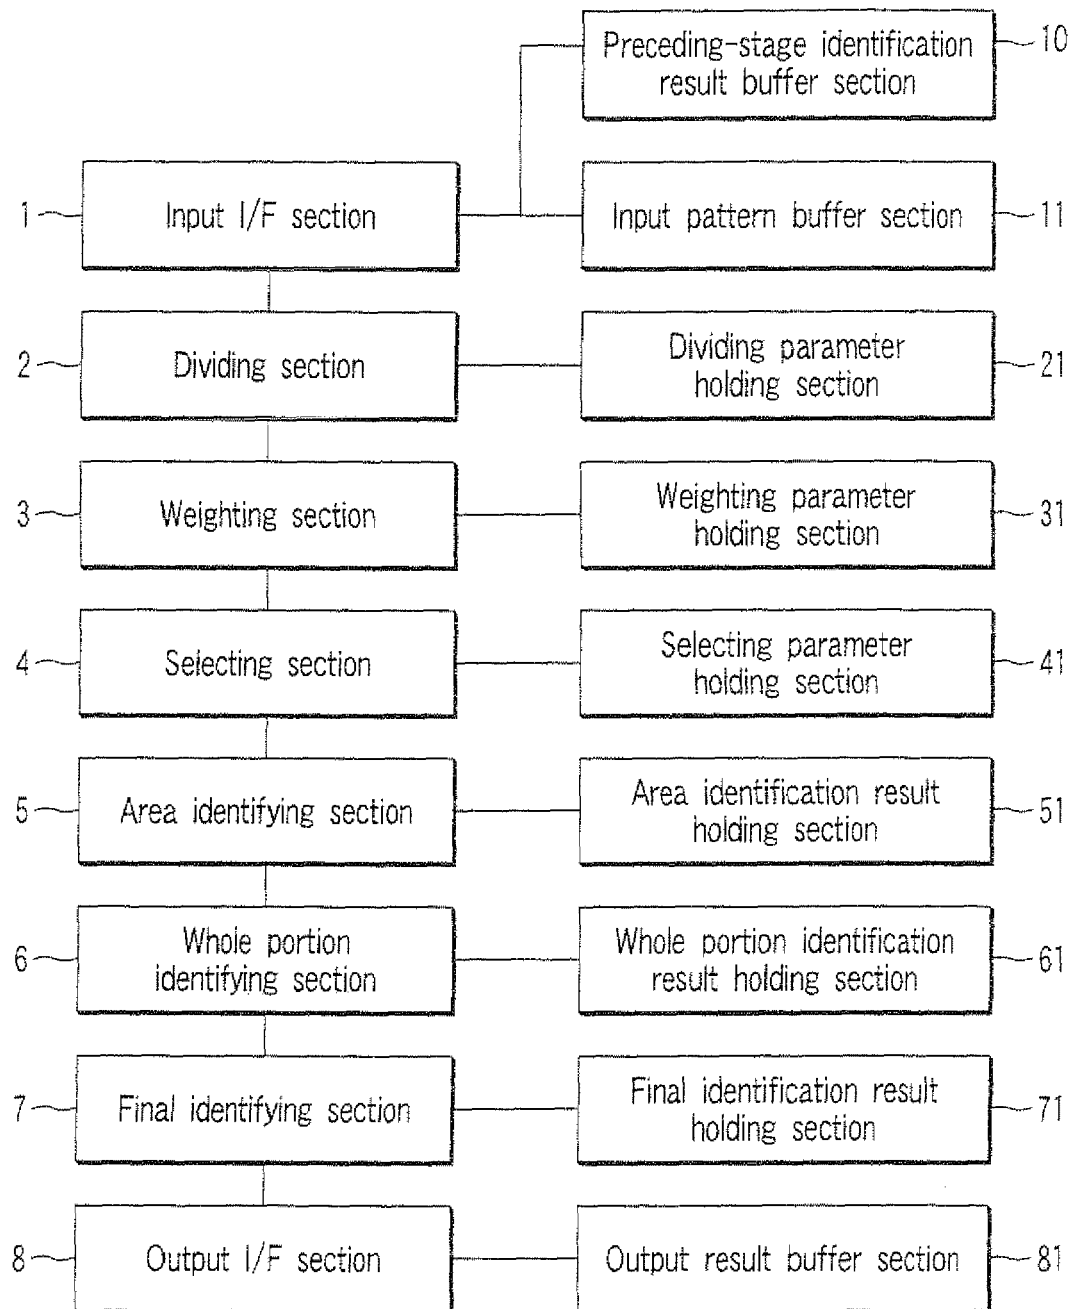 Preceding-stage identification
result buffer section
10
1
Input I/F section
Input pattern buffer section
11
2
Dividing section
Dividing parameter
holding section
21
3
Weighting section
Weighting parameter
holding section
31
4
Selecting section
Selecting parameter
holding section
41
5
Area identifying section
Area identification result
holding section
51
6
Whole portion
identifying section
Whole portion identification
result holding section
61
7
Final identifying section
Final identification result
holding section
71
8
Output I/F section
Output result buffer section
81